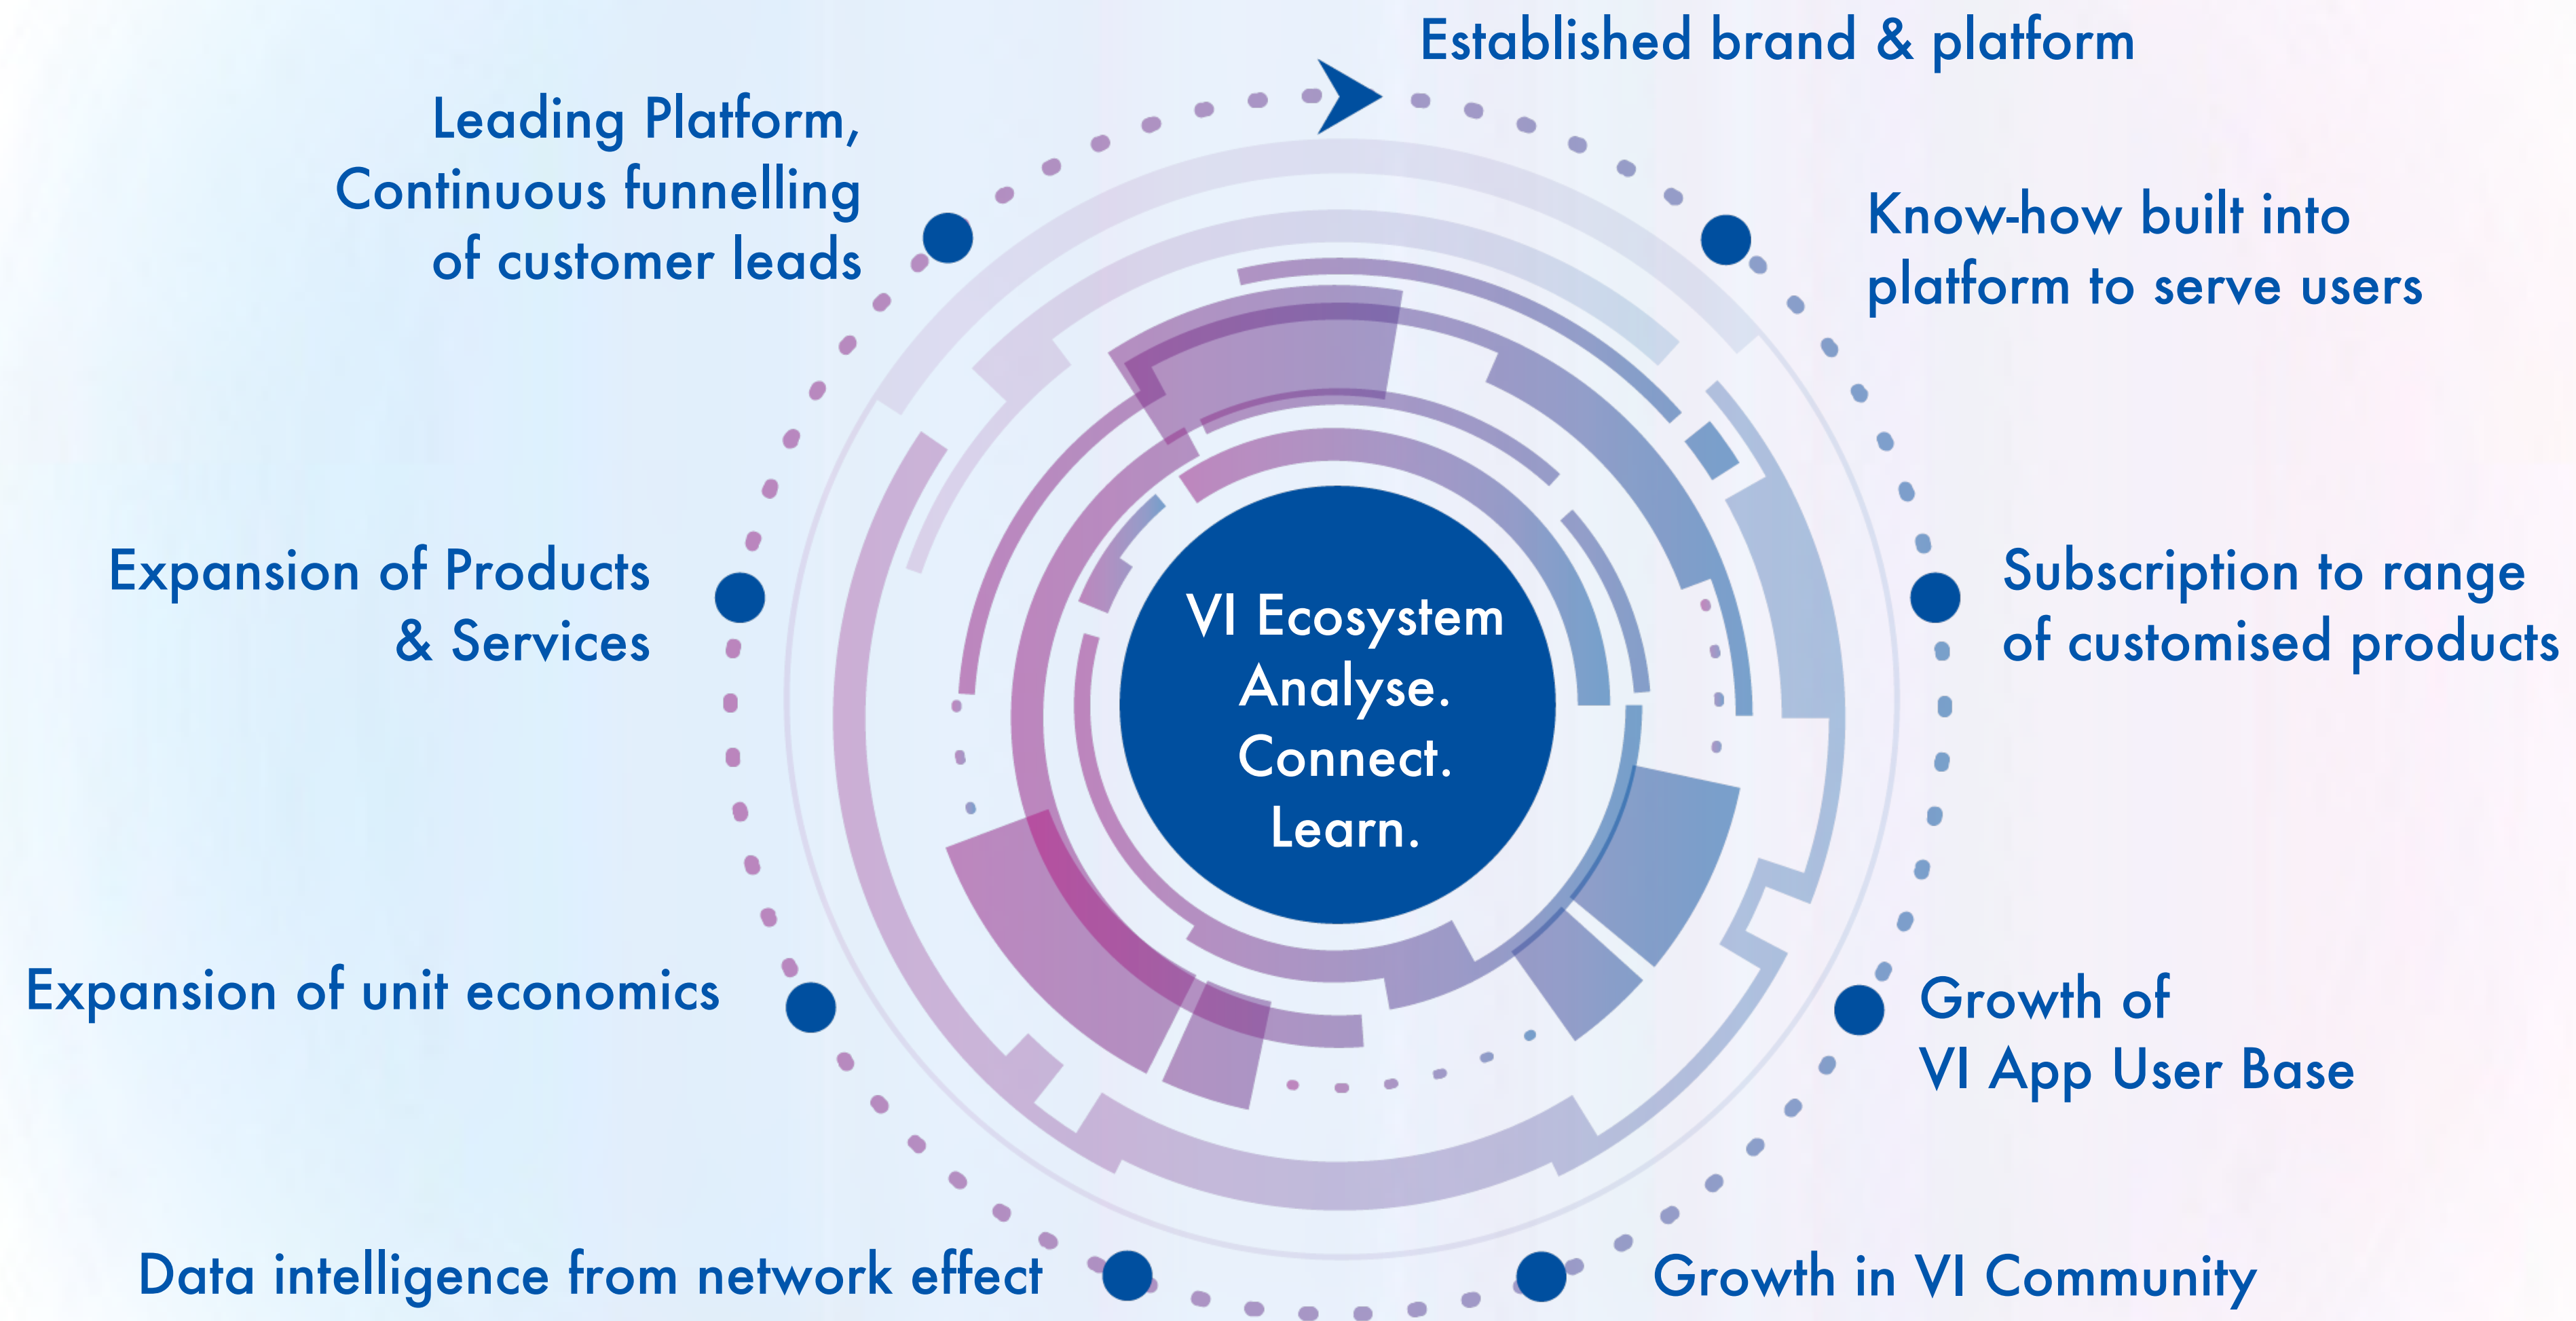 Established brand & platform
Know-how built into
platform to serve users
Subscription to range
of customised products
Growth of
VI App User Base
Growth in VI Community
Data intelligence from network effect
Expansion of unit economics
Expansion of Products
& Services
Leading Platform,
Continuous funnelling
of customer leads
VI Ecosystem
Analyse.
Connect.
Learn.